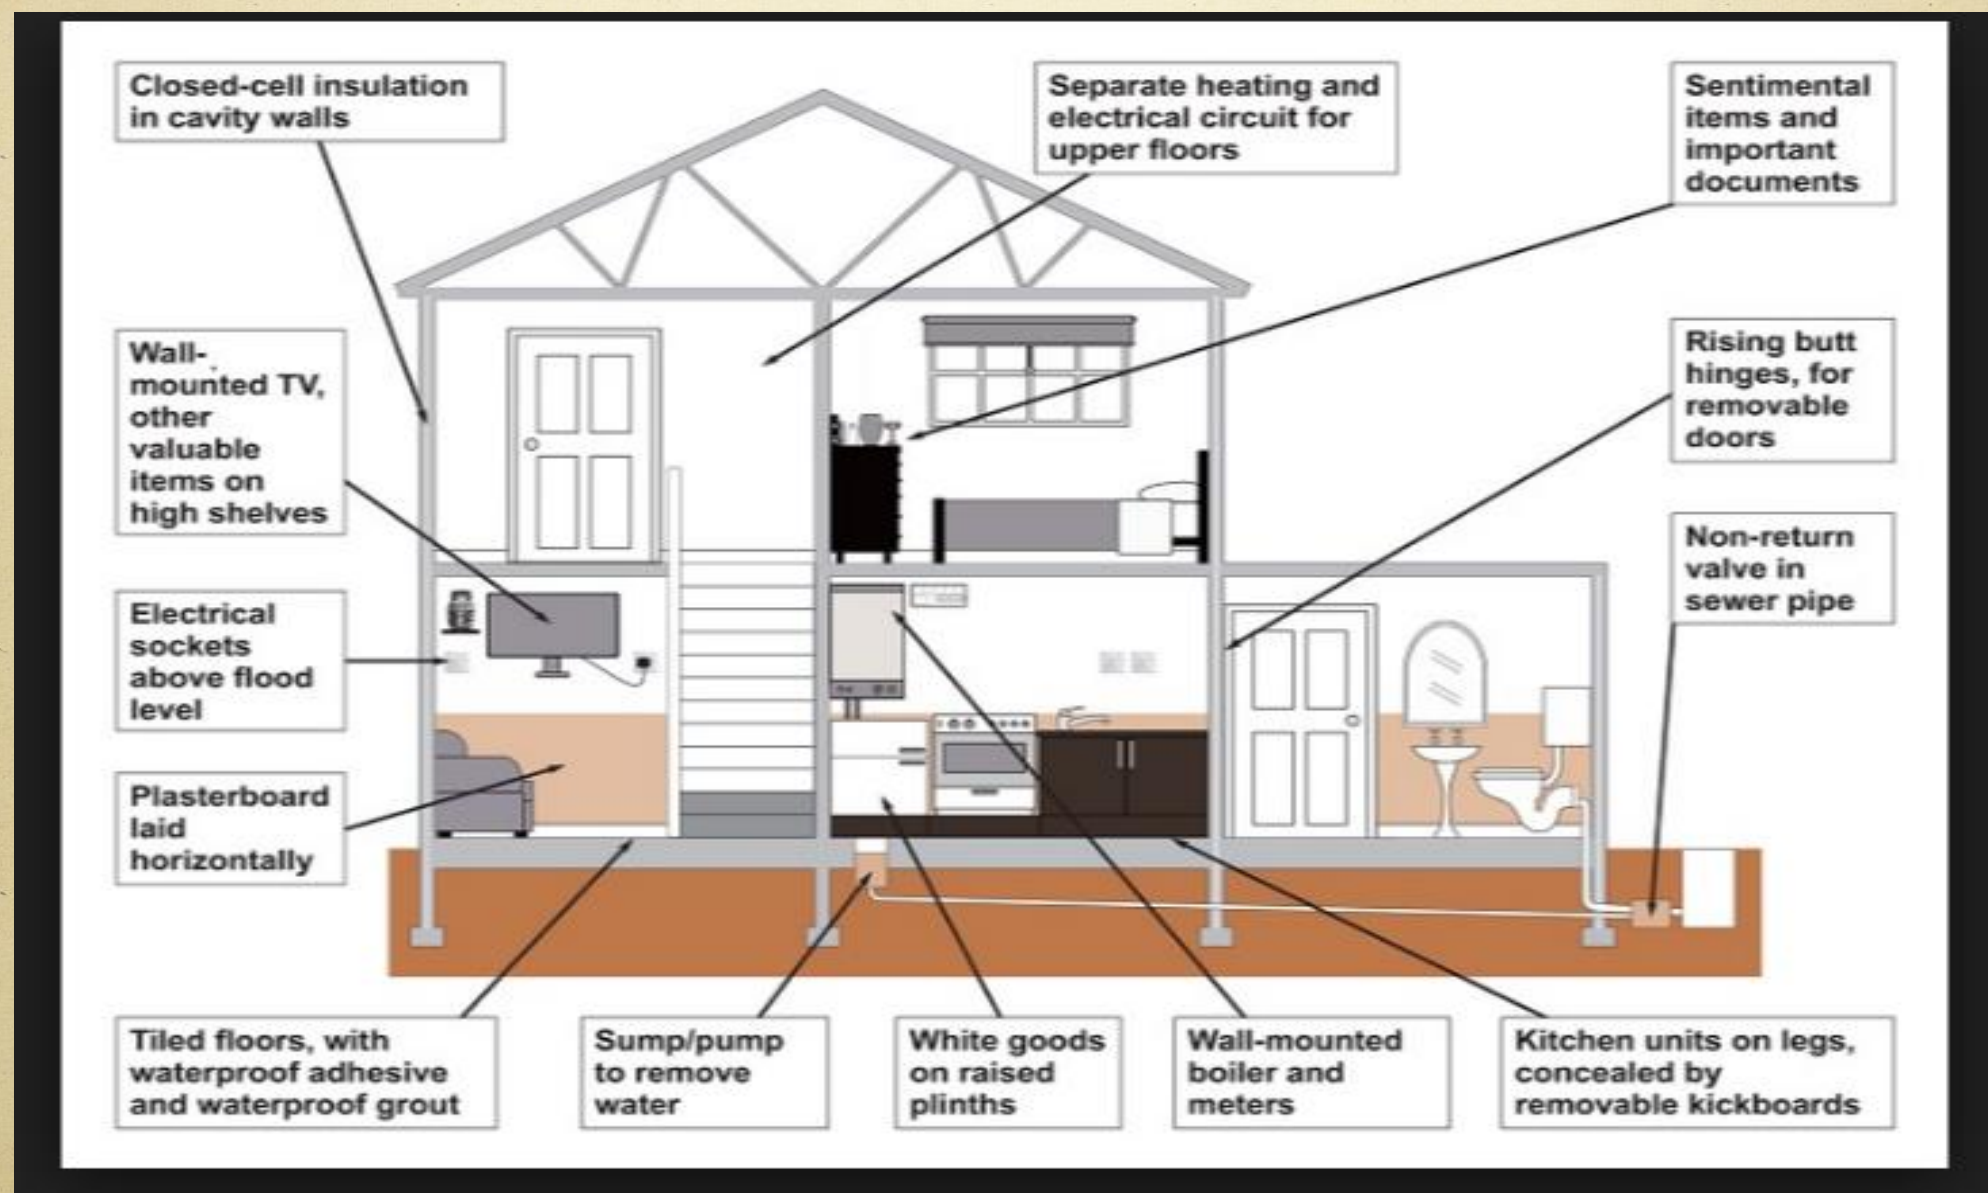 Closed-cell insulation
in cavity walls
Separate heating and
electrical circuit for
upper floors
Sentimental
items and
important
documents
Wall-
mounted TV,
other
valuable
items on
high shelves
Rising butt
hinges, for
removable
doors
Non-return
valve in
sewer pipe
Electrical
sockets
above flood
level
Plasterboard
laid
horizontally
Tiled floors, with
waterproof adhesive
and waterproof grout
Sump/pump
to remove
water
White goods
on raised
plinths
Wall-mounted
boiler and
meters
Kitchen units on legs,
concealed by
removable kickboards